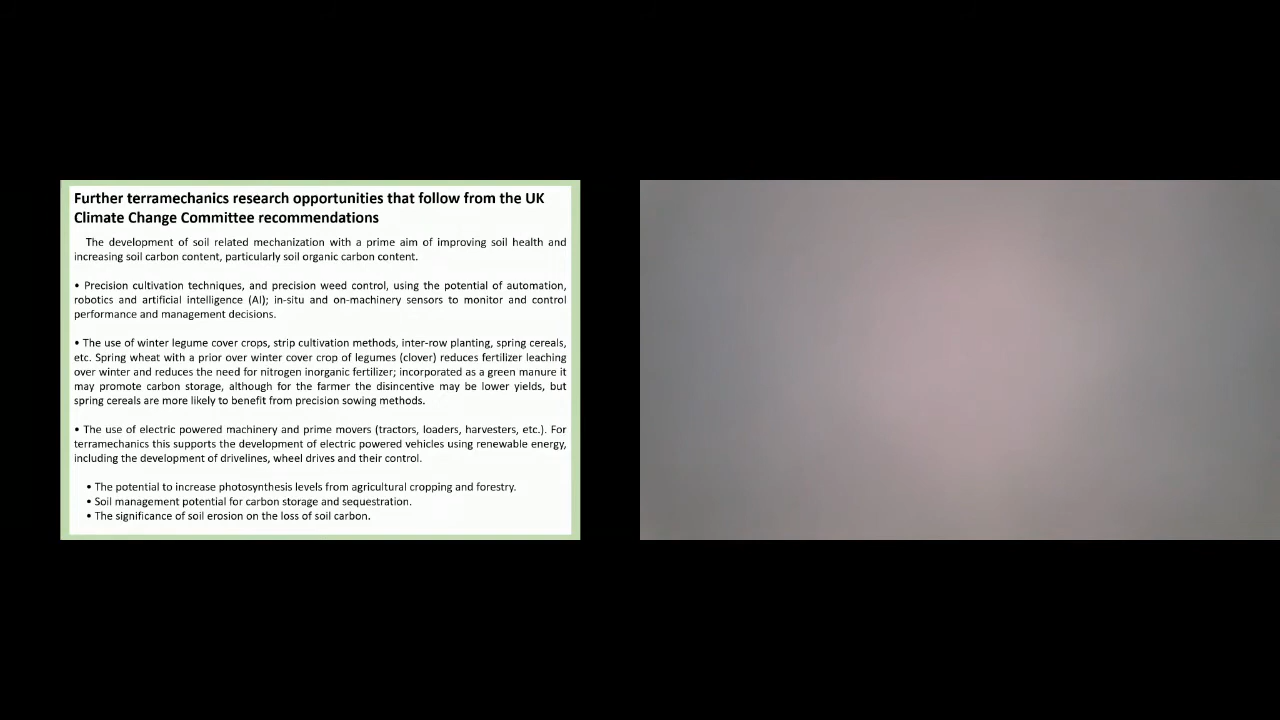 Further terramechanics research opportunities that follow from the UK
Climate Change Committee recommendations
The development of soil related mechanization with a prime aim of improving soil health and
increasing soil carbon content, particularly soil organic carbon content.
• Precision cultivation techniques, and precision weed control, using the potential of automation,
robotics and artificial intelligence (AI); in-situ and on-machinery sensors to monitor and control
performance and management decisions.
• The use of winter legume cover crops, strip cultivation methods, inter-row planting, spring cereals,
etc. Spring wheat with a prior over winter cover crop of legumes (clover) reduces fertilizer leaching
over winter and reduces the need for nitrogen inorganic fertilizer; incorporated as a green manure it
may promote carbon storage, although for the farmer the disincentive may be lower yields, but
spring cereals are more likely to benefit from precision sowing methods.
• The use of electric powered machinery and prime movers (tractors, loaders, harvesters, etc.). For
terramechanics this supports the development of electric powered vehicles using renewable energy,
including the development of drivelines, wheel drives and their control.
• The potential to increase photosynthesis levels from agricultural cropping and forestry.
• Soil management potential for carbon storage and sequestration.
• The significance of soil erosion on the loss of soil carbon.